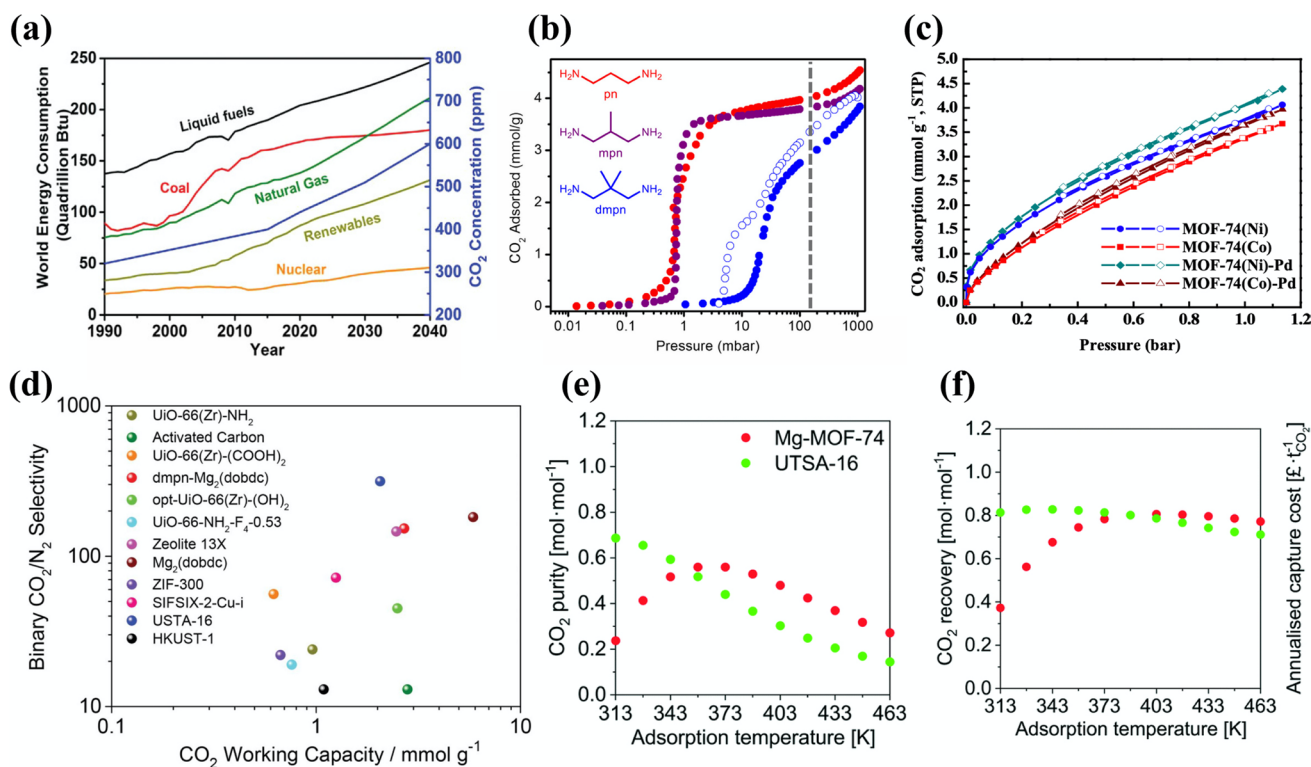 (a)
World Energy Consumption
(Quadrillion Btu)
250
200
150
100
50
0
Liquid fuels
Coal
Natural Gas
Renewables
Nuclear
800
700
600
500
400
300
200
CO₂ Concentration (ppm)
1990 2000 2010 2020 2030 2040
Year
(b)
CO₂ Adsorbed (mmol/g)
4
3
2
1
0
H₂N NH₂
pn
H₂N NH₂
mpn
H₂N NH₂
dmpn
0.01 0.1 1 10 100 1000
Pressure (mbar)
(c)
CO₂ adsorption (mmol g⁻¹, STP)
5.0
4.5
4.0
3.5
3.0
2.5
2.0
1.5
1.0
0.5
0.0
MOF-74(Ni)
MOF-74(Co)
MOF-74(Ni)-Pd
MOF-74(Co)-Pd
0.0 0.2 0.4 0.6 0.8 1.0 1.2
Pressure (bar)
(d)
Binary CO₂/N₂ Selectivity
1000
100
10
UiO-66(Zr)-NH₂
Activated Carbon
UiO-66(Zr)-(COOH)₂
dmpn-Mg₂(dobdc)
opt-UiO-66(Zr)-(OH)₂
UiO-66-NH₂-F₄-0.53
Zeolite 13X
Mg₂(dobdc)
ZIF-300
SIFSIX-2-Cu-i
USTA-16
HKUST-1
0.1 1 10
CO₂ Working Capacity / mmol g⁻¹
(e)
CO₂ purity [mol·mol⁻¹]
1.2
1.0
0.8
0.6
0.4
0.2
0.0
Mg-MOF-74
UTSA-16
313 343 373 403 433 463
Adsorption temperature [K]
(f)
CO₂ recovery [mol·mol⁻¹]
1.2
1.0
0.8
0.6
0.4
0.2
0.0
313 343 373 403 433 463
Adsorption temperature [K]
Annualised capture cost [£·t⁻¹CO₂]